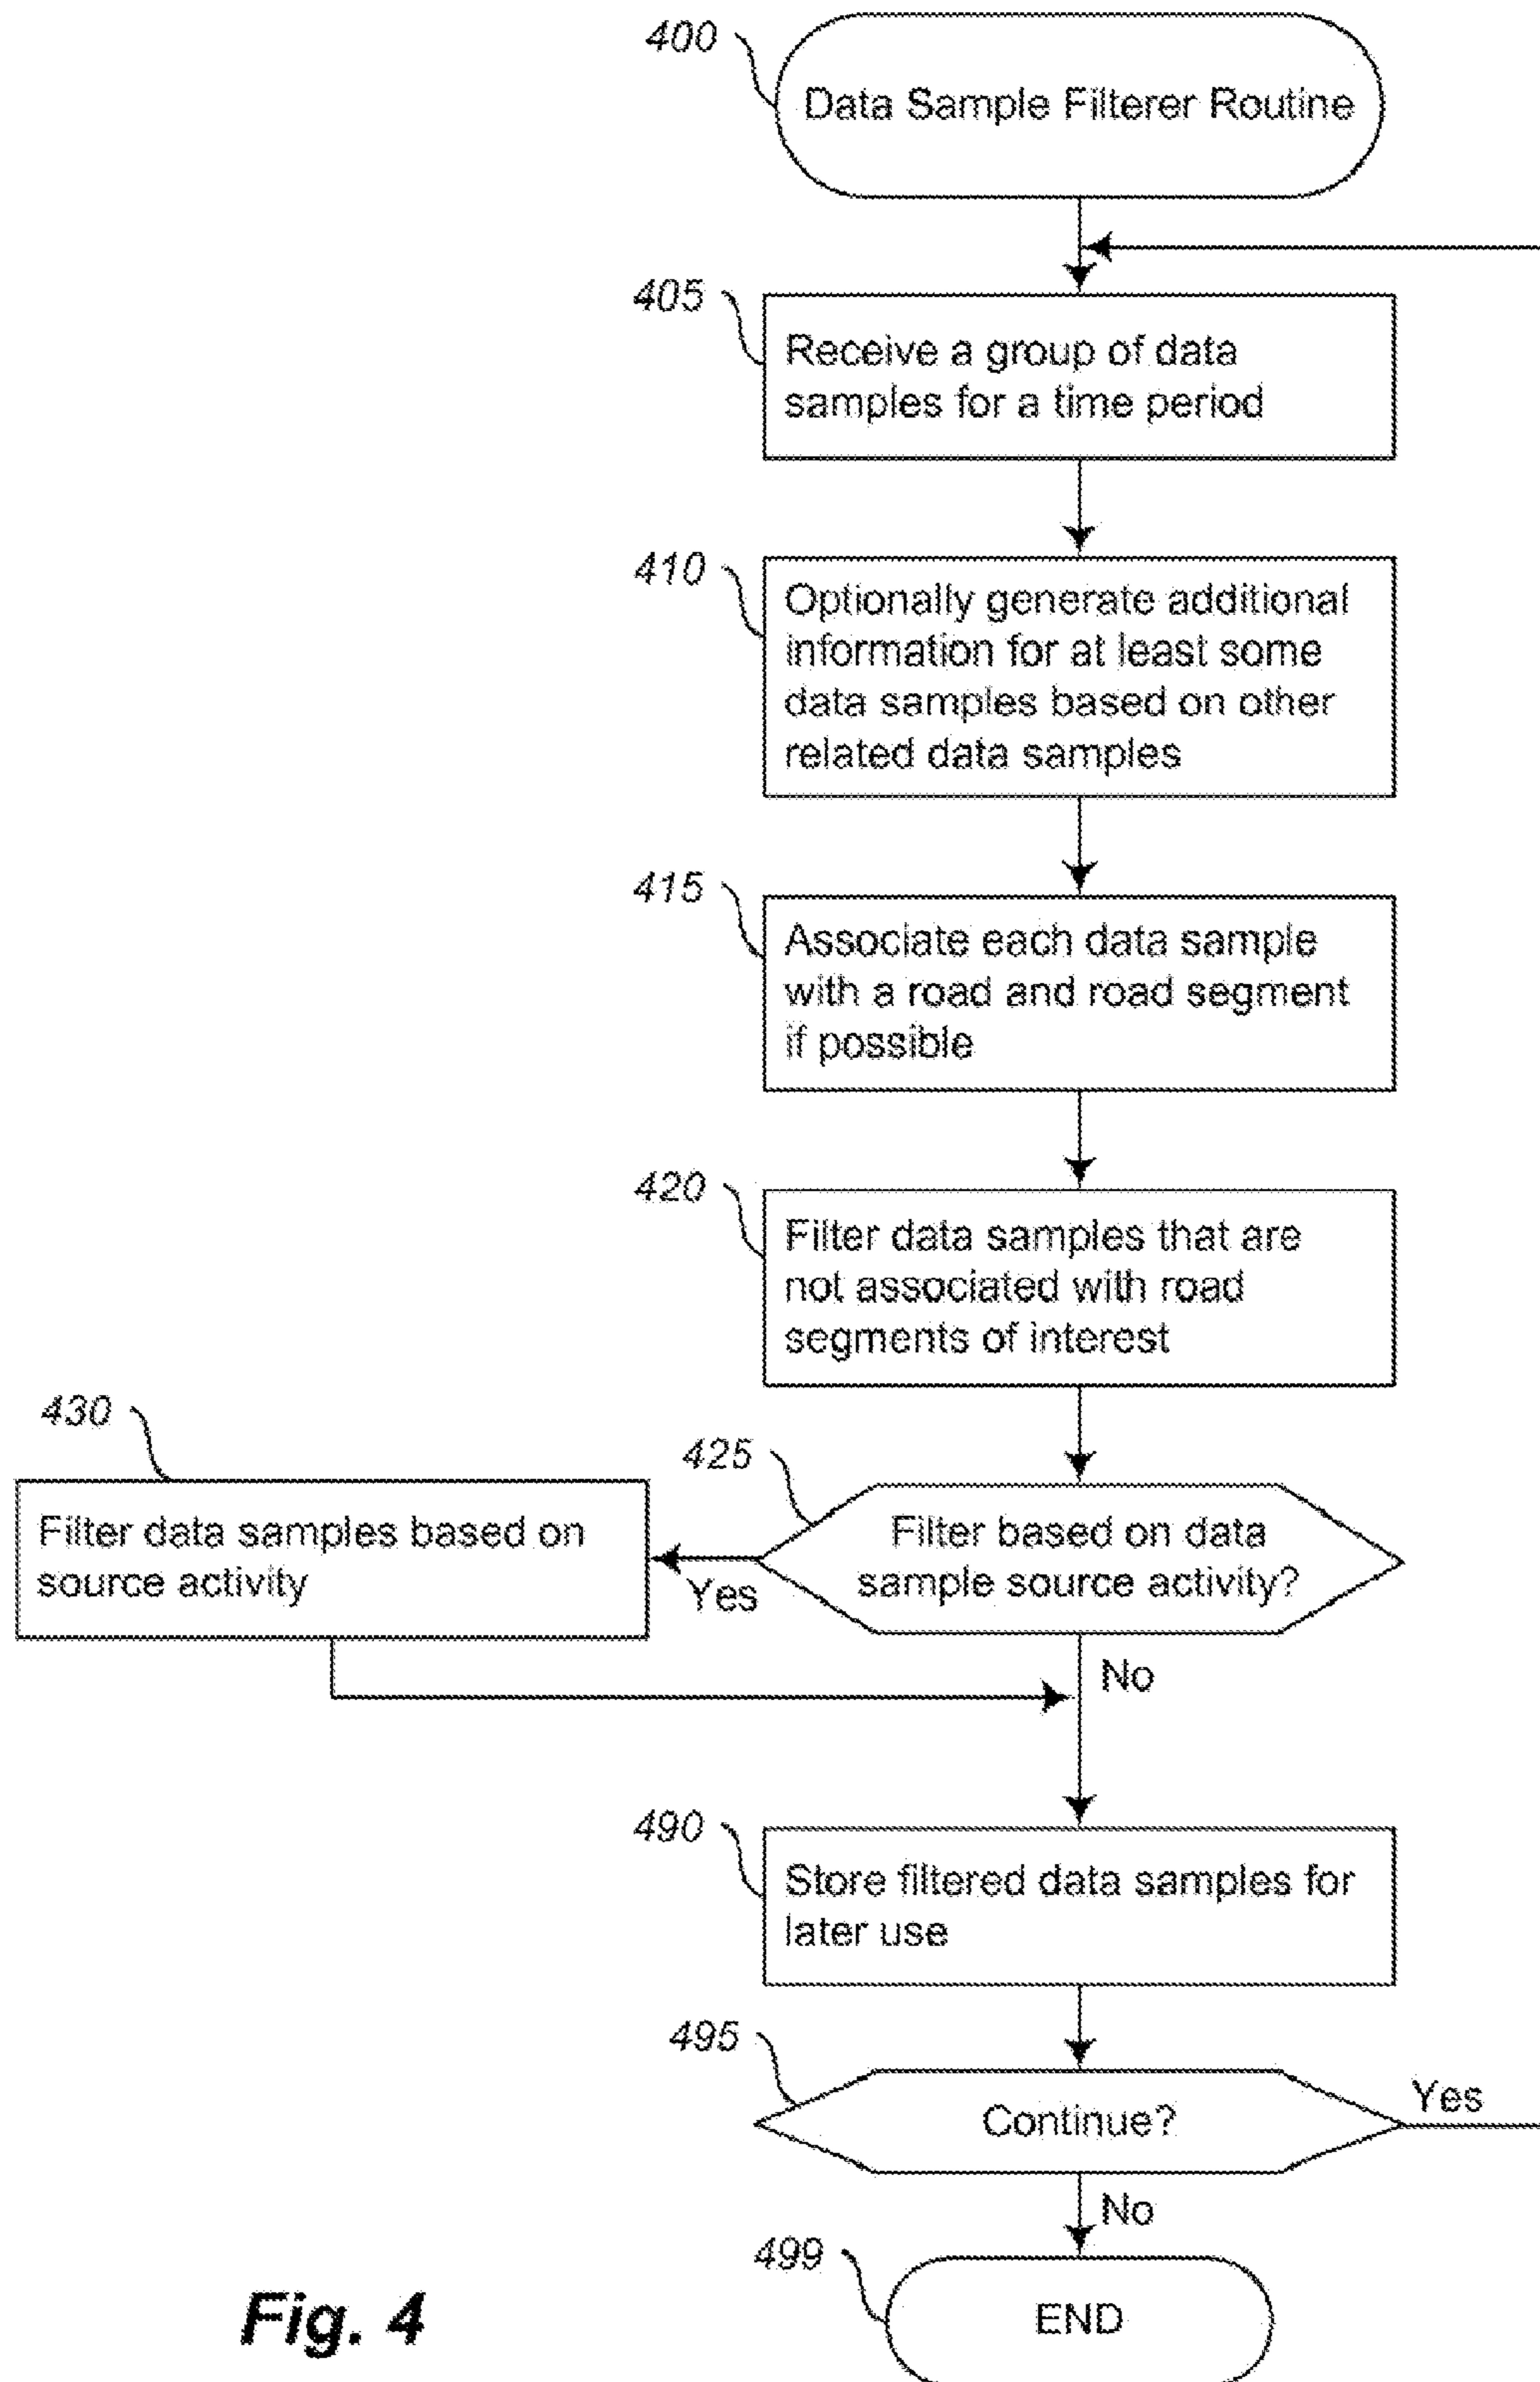 400
Data Sample Filterer Routine
405
Receive a group of data
samples for a time period
410
Optionally generate additional
information for at least some
data samples based on other
related data samples
415
Associate each data sample
with a road and road segment
if possible
420
Filter data samples that are
not associated with road
segments of interest
430
Filter data samples based on
source activity
425
Filter based on data
sample source activity?
Yes
No
490
Store filtered data samples for
later use
495
Continue?
Yes
No
499
END
Fig. 4